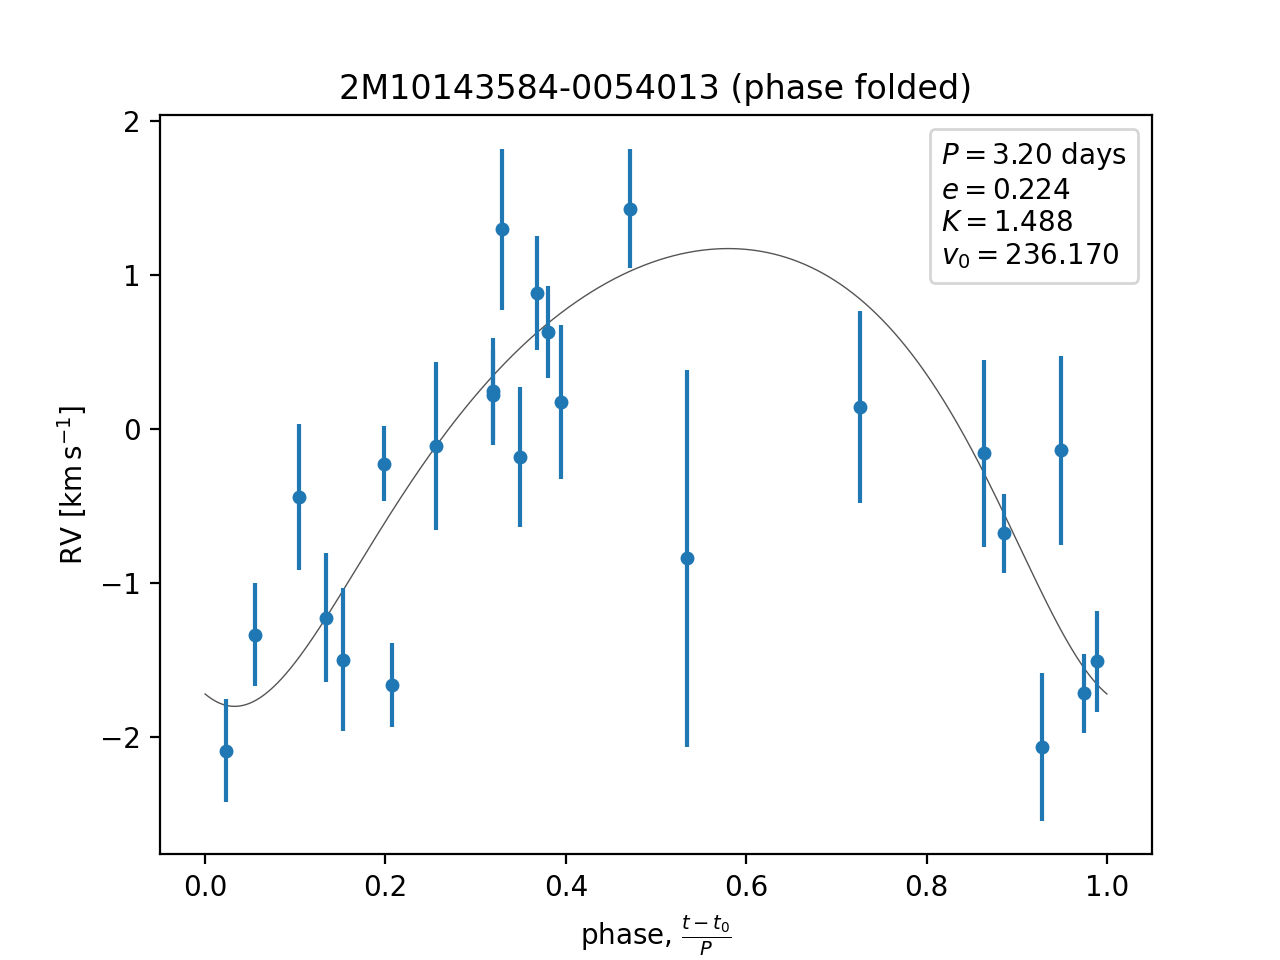 2M10143584-0054013 (phase folded)
P = 3.20 days
e = 0.224
K = 1.488
v₀ = 236.170
RV [km s⁻¹]
2
1
0
−1
−2
0.0 0.2 0.4 0.6 0.8 1.0
phase, (t − t₀)/P